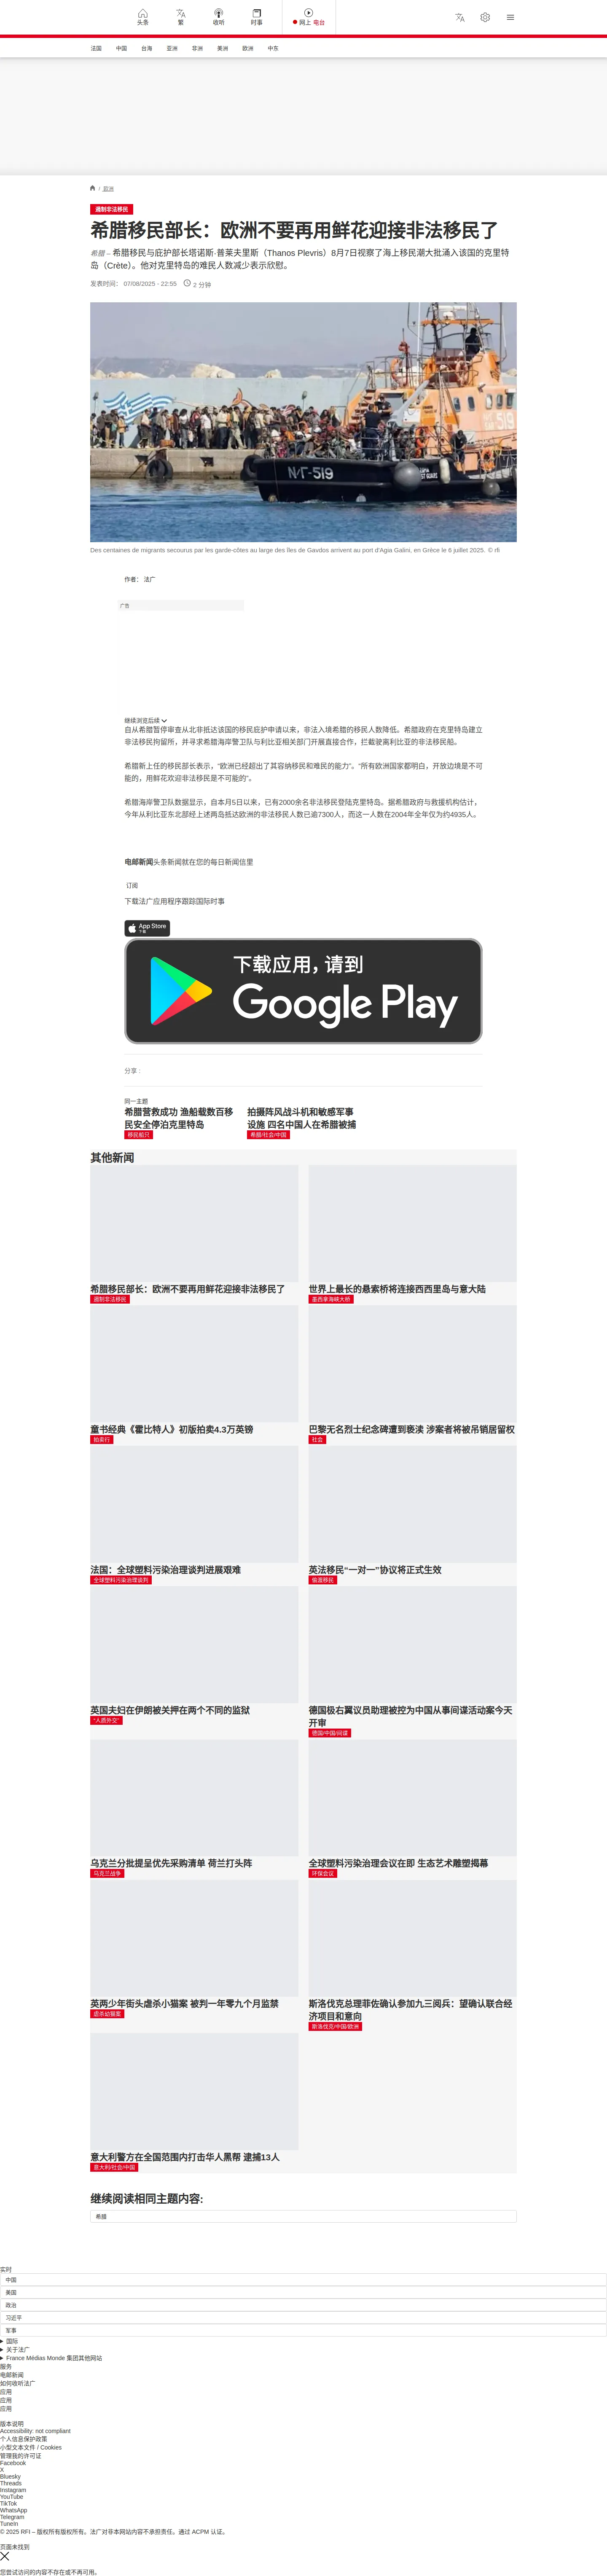 头条
繁
收听
时事
网上 电台
法国
中国
台海
亚洲
非洲
美洲
欧洲
中东
/ 欧洲
遏制非法移民
希腊移民部长：欧洲不要再用鲜花迎接非法移民了
希腊 – 希腊移民与庇护部长塔诺斯·普莱夫里斯（Thanos Plevris）8月7日视察了海上移民潮大批涌入该国的克里特
岛（Crète）。他对克里特岛的难民人数减少表示欣慰。
发表时间： 07/08/2025 - 22:55 2 分钟
Ν/Γ-519
Des centaines de migrants secourus par les garde-côtes au large des îles de Gavdos arrivent au port d'Agia Galini, en Grèce le 6 juillet 2025. © rfi
作者： 法广
广告
继续浏览后续
自从希腊暂停审查从北非抵达该国的移民庇护申请以来，非法入境希腊的移民人数降低。希腊政府在克里特岛建立
非法移民拘留所，并寻求希腊海岸警卫队与利比亚相关部门开展直接合作，拦截驶离利比亚的非法移民船。
希腊新上任的移民部长表示，“欧洲已经超出了其容纳移民和难民的能力”。“所有欧洲国家都明白，开放边境是不可
能的，用鲜花欢迎非法移民是不可能的”。
希腊海岸警卫队数据显示，自本月5日以来，已有2000余名非法移民登陆克里特岛。据希腊政府与救援机构估计，
今年从利比亚东北部经上述两岛抵达欧洲的非法移民人数已逾7300人，而这一人数在2004年全年仅为约4935人。
电邮新闻头条新闻就在您的每日新闻信里
订阅
下载法广应用程序跟踪国际时事
App Store
下载
下载应用，请到
Google Play
分享 :
同一主题
希腊营救成功 渔船载数百移
民安全停泊克里特岛
移民船只
拍摄阵风战斗机和敏感军事
设施 四名中国人在希腊被捕
希腊/社会/中国
其他新闻
希腊移民部长：欧洲不要再用鲜花迎接非法移民了
遏制非法移民
世界上最长的悬索桥将连接西西里岛与意大陆
墨西拿海峡大桥
童书经典《霍比特人》初版拍卖4.3万英镑
拍卖行
巴黎无名烈士纪念碑遭到亵渎 涉案者将被吊销居留权
社会
法国：全球塑料污染治理谈判进展艰难
全球塑料污染治理谈判
英法移民“一对一”协议将正式生效
偷渡移民
英国夫妇在伊朗被关押在两个不同的监狱
“人质外交”
德国极右翼议员助理被控为中国从事间谍活动案今天
开审
德国/中国/间谍
乌克兰分批提呈优先采购清单 荷兰打头阵
乌克兰战争
全球塑料污染治理会议在即 生态艺术雕塑揭幕
环保会议
英两少年街头虐杀小猫案 被判一年零九个月监禁
虐杀幼猫案
斯洛伐克总理菲佐确认参加九三阅兵：望确认联合经
济项目和意向
斯洛伐克/中国/欧洲
意大利警方在全国范围内打击华人黑帮 逮捕13人
意大利/社会/中国
继续阅读相同主题内容:
希腊
实时
中国
美国
政治
习近平
军事
国际
关于法广
France Médias Monde 集团其他网站
服务
电邮新闻
如何收听法广
应用
应用
应用
版本说明
Accessibility: not compliant
个人信息保护政策
小型文本文件 / Cookies
管理我的许可证
Facebook
X
Bluesky
Threads
Instagram
YouTube
TikTok
WhatsApp
Telegram
TuneIn
© 2025 RFI – 版权所有版权所有。法广对非本网站内容不承担责任。通过 ACPM 认证。
页面未找到
您尝试访问的内容不存在或不再可用。